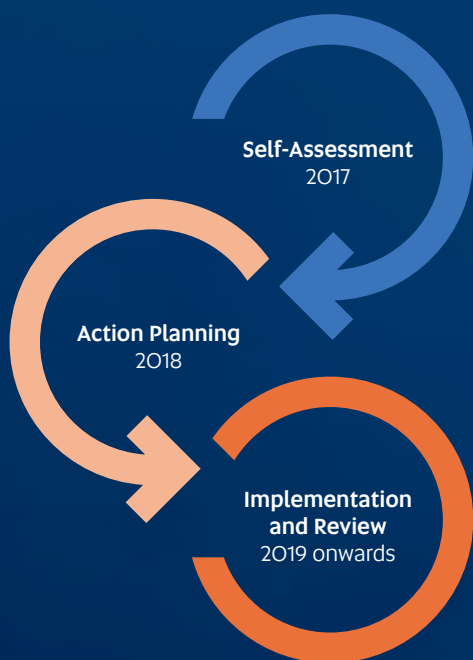 Self-Assessment
2017
Action Planning
2018
Implementation
and Review
2019 onwards